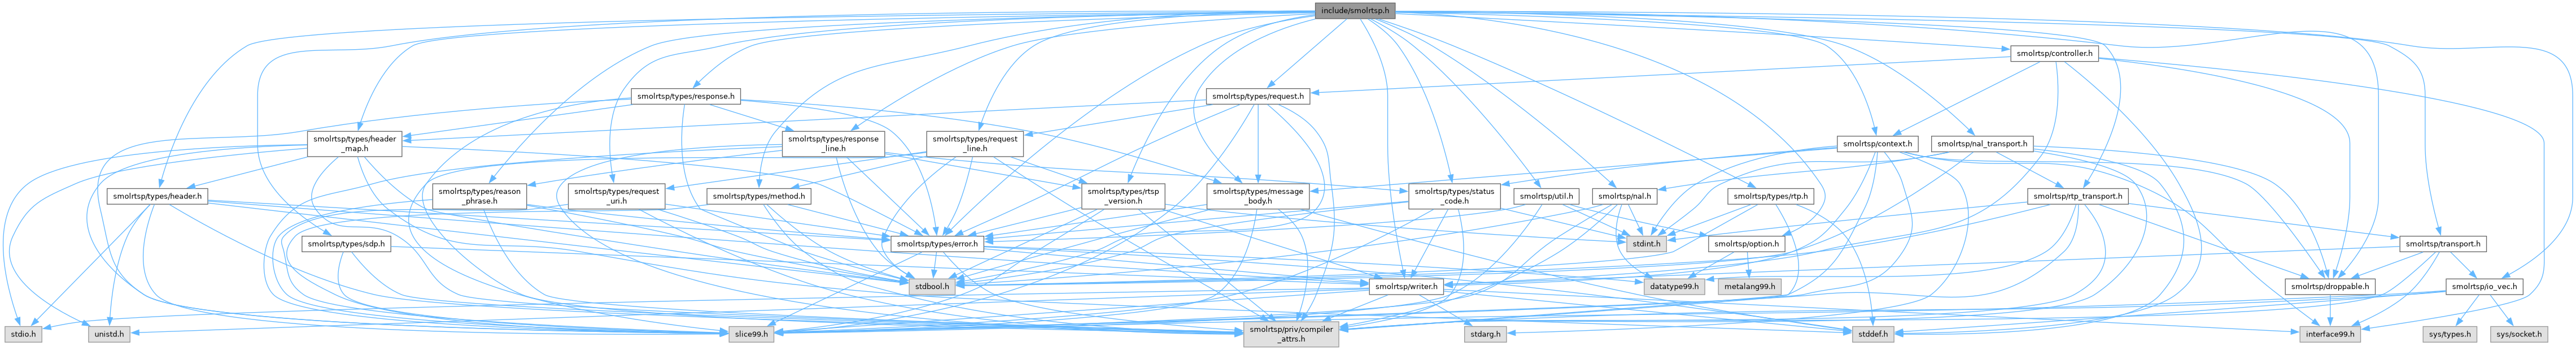 include/smolrtsp.h
smolrtsp/controller.h
smolrtsp/types/response.h
smolrtsp/types/request.h
smolrtsp/types/header
_map.h
smolrtsp/types/response
_line.h
smolrtsp/types/request
_line.h
smolrtsp/context.h
smolrtsp/nal_transport.h
smolrtsp/types/header.h
smolrtsp/types/reason
_phrase.h
smolrtsp/types/request
_uri.h
smolrtsp/types/method.h
smolrtsp/types/rtsp
_version.h
smolrtsp/types/message
_body.h
smolrtsp/types/status
_code.h
smolrtsp/util.h
smolrtsp/nal.h
smolrtsp/types/rtp.h
smolrtsp/rtp_transport.h
smolrtsp/types/sdp.h
smolrtsp/types/error.h
stdint.h
smolrtsp/option.h
smolrtsp/transport.h
stdbool.h
smolrtsp/writer.h
datatype99.h
metalang99.h
smolrtsp/droppable.h
smolrtsp/io_vec.h
stdio.h
unistd.h
slice99.h
smolrtsp/priv/compiler
_attrs.h
stdarg.h
stddef.h
interface99.h
sys/types.h
sys/socket.h